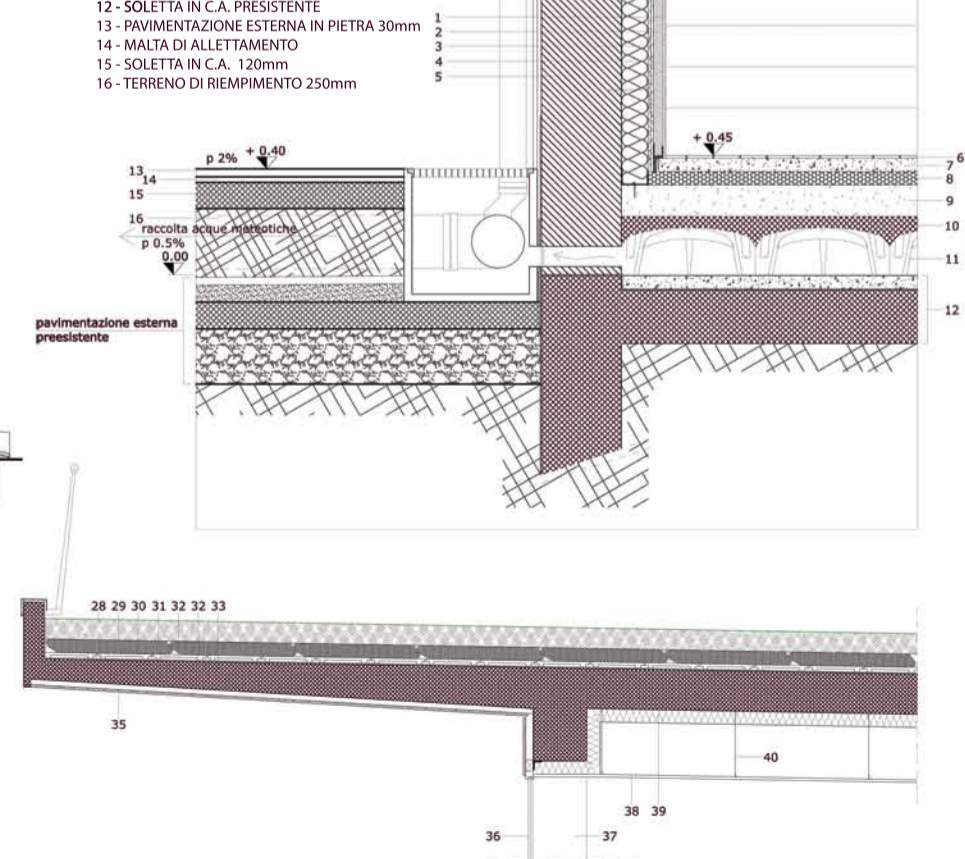 12 - SOLETTA IN C.A. PRESISTENTE
13 - PAVIMENTAZIONE ESTERNA IN PIETRA 30mm
14 - MALTA DI ALLETTAMENTO
15 - SOLETTA IN C.A. 120mm
16 - TERRENO DI RIEMPIMENTO 250mm
1
2
3
4
5
p 2%
+ 0.40
+ 0.45
13
14
15
16
6
7
8
9
10
11
12
raccolta acque meteotiche
p 0.5%
0.00
pavimentazione esterna
preesistente
28 29 30 31 32 32 33
35
40
38 39
36
37